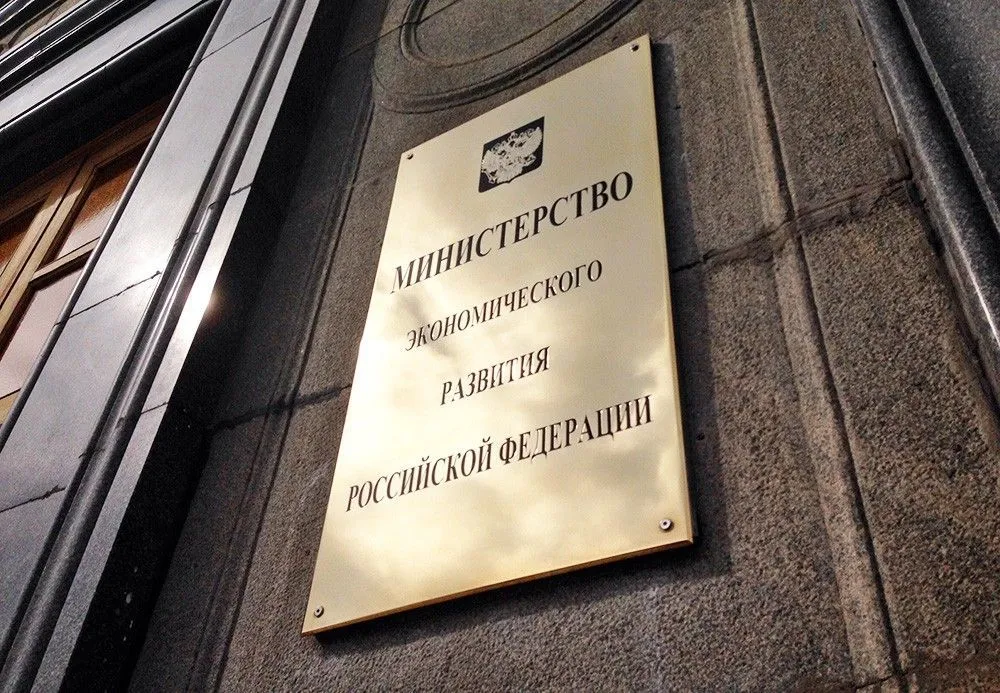 МИНИСТЕРСТВО
ЭКОНОМИЧЕСКОГО
РАЗВИТИЯ
РОССИЙСКОЙ ФЕДЕРАЦИИ